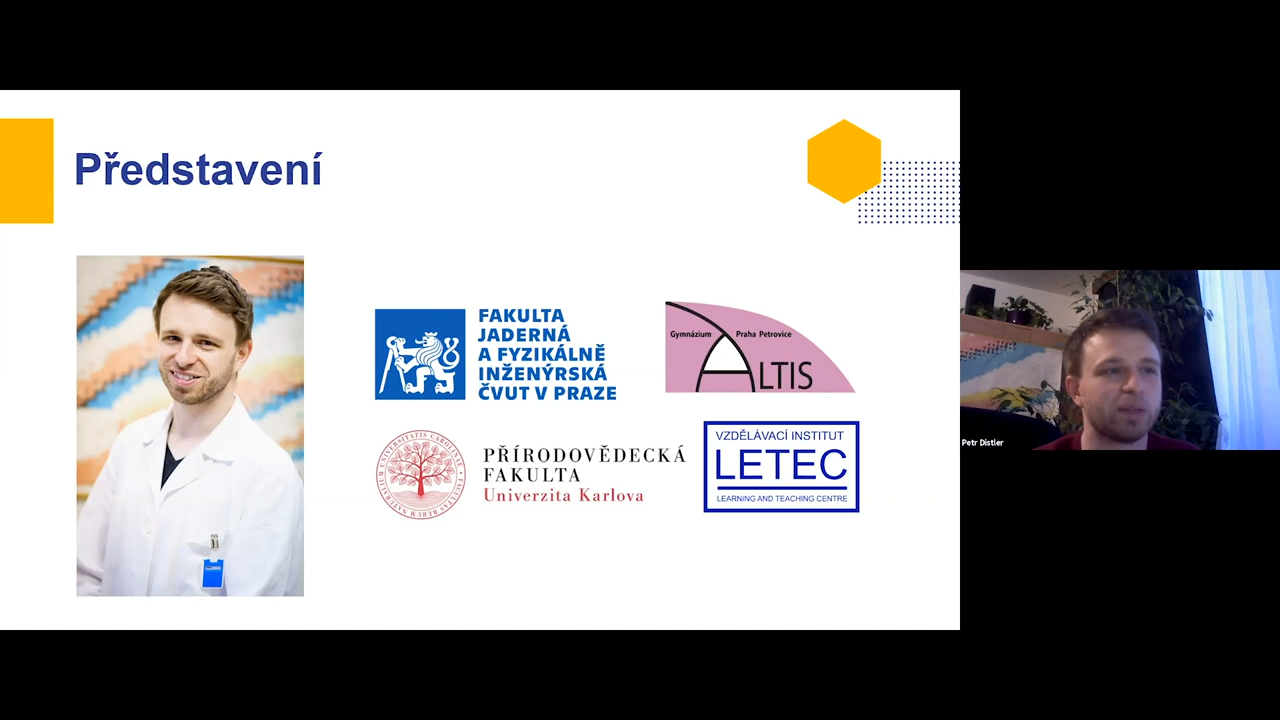 Představení
FAKULTA
JADERNÁ
A FYZIKÁLNĚ
INŽENÝRSKÁ
ČVUT V PRAZE
Gymnázium Praha Petrovice
ALTIS
PŘÍRODOVĚDECKÁ
FAKULTA
Univerzita Karlova
VZDĚLÁVACÍ INSTITUT
LETEC
LEARNING AND TEACHING CENTRE
Petr Distler